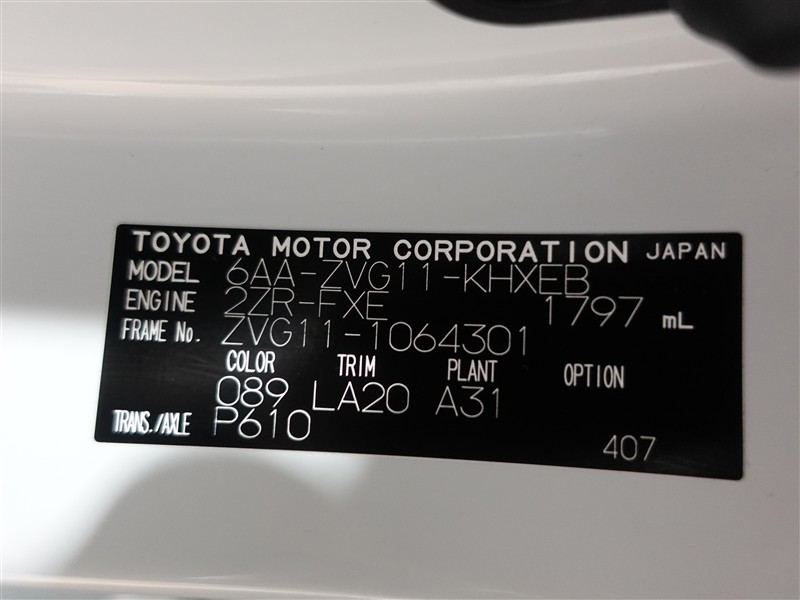 TOYOTA MOTOR CORPORATION JAPAN
MODEL 6AA-ZVG11-KHXEB
ENGINE 2ZR-FXE 1797 mL
FRAME No. ZVG11-1064301
COLOR TRIM PLANT OPTION
089 LA20 A31
TRANS./AXLE P610
407